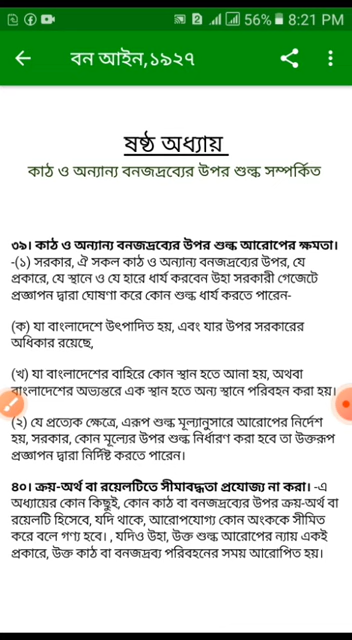 56% 8:21 PM
বন আইন,১৯২৭
ষষ্ঠ অধ্যায়
কাঠ ও অন্যান্য বনজদ্রব্যের উপর শুল্ক সম্পর্কিত
৩৯। কাঠ ও অন্যান্য বনজদ্রব্যের উপর শুল্ক আরোপের ক্ষমতা।
-(১) সরকার, ঐ সকল কাঠ ও অন্যান্য বনজদ্রব্যের উপর, যে
প্রকারে, যে স্থানে ও যে হারে ধার্য করবেন উহা সরকারী গেজেটে
প্রজ্ঞাপন দ্বারা ঘোষণা করে কোন শুল্ক ধার্য করতে পারেন-
(ক) যা বাংলাদেশে উৎপাদিত হয়, এবং যার উপর সরকারের
অধিকার রয়েছে,
(খ) যা বাংলাদেশের বাহিরে কোন স্থান হতে আনা হয়, অথবা
বাংলাদেশের অভ্যন্তরে এক স্থান হতে অন্য স্থানে পরিবহন করা হয়।
(২) যে প্রত্যেক ক্ষেত্রে, এরূপ শুল্ক মূল্যানুসারে আরোপের নির্দেশ
হয়, সরকার, কোন মূল্যের উপর শুল্ক নির্ধারণ করা হবে তা উক্তরূপ
প্রজ্ঞাপন দ্বারা নির্দিষ্ট করতে পারেন।
৪০। ক্রয়-অর্থ বা রয়েলটিতে সীমাবদ্ধতা প্রযোজ্য না করা। -এ
অধ্যায়ের কোন কিছুই, কোন কাঠ বা বনজদ্রব্যের উপর ক্রয়-অর্থ বা
রয়েলটি হিসেবে, যদি থাকে, আরোপযোগ্য কোন অংককে সীমিত
করে বলে গণ্য হবে। , যদিও উহা, উক্ত শুল্ক আরোপের ন্যায় একই
প্রকারে, উক্ত কাঠ বা বনজদ্রব্য পরিবহনের সময় আরোপিত হয়।